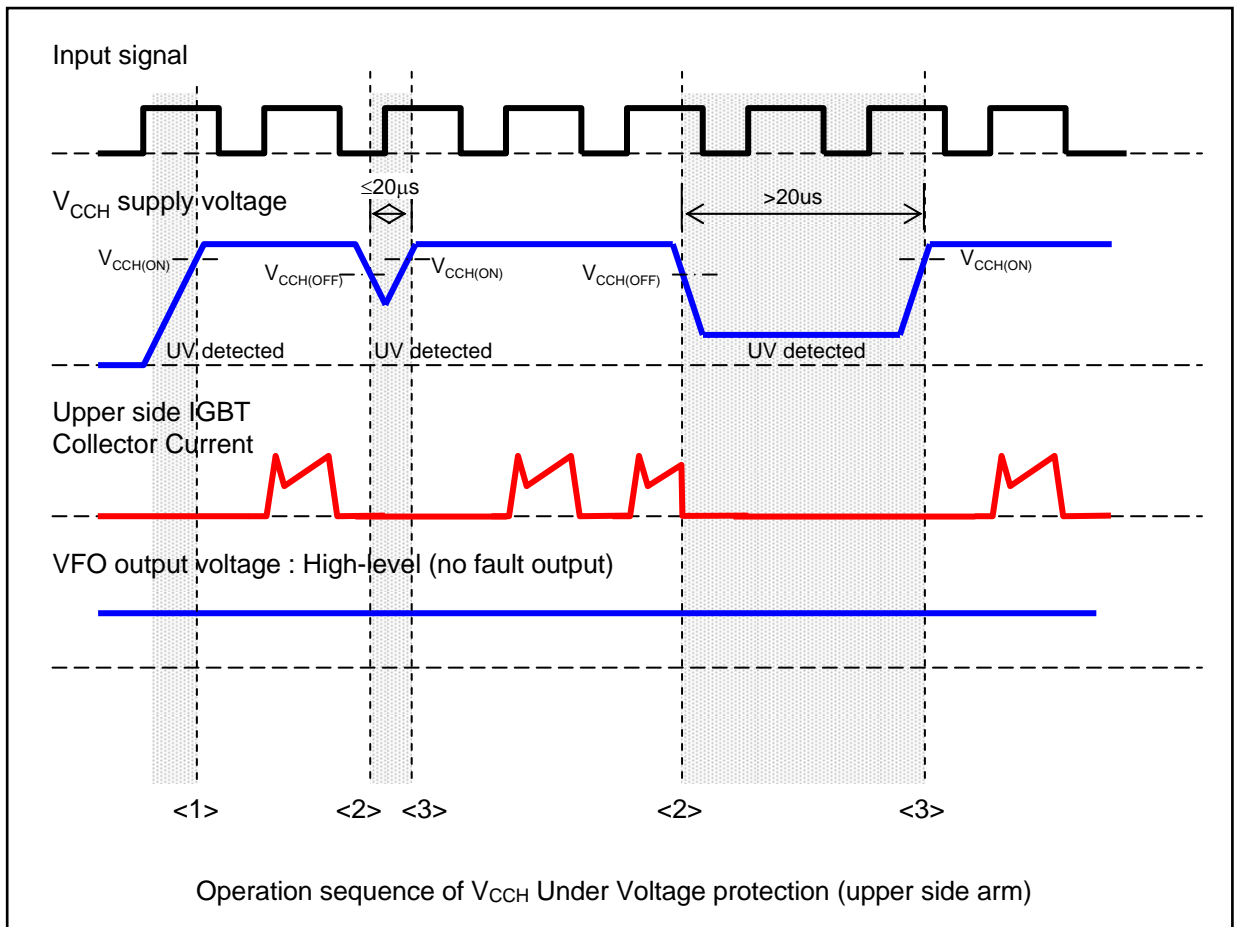 Input signal
≤20μs
>20us
VCCH supply voltage
VCCH(ON)
VCCH(OFF)
VCCH(ON)
VCCH(OFF)
VCCH(ON)
UV detected
UV detected
UV detected
Upper side IGBT
Collector Current
VFO output voltage : High-level (no fault output)
<1>
<2>
<3>
<2>
<3>
Operation sequence of VCCH Under Voltage protection (upper side arm)